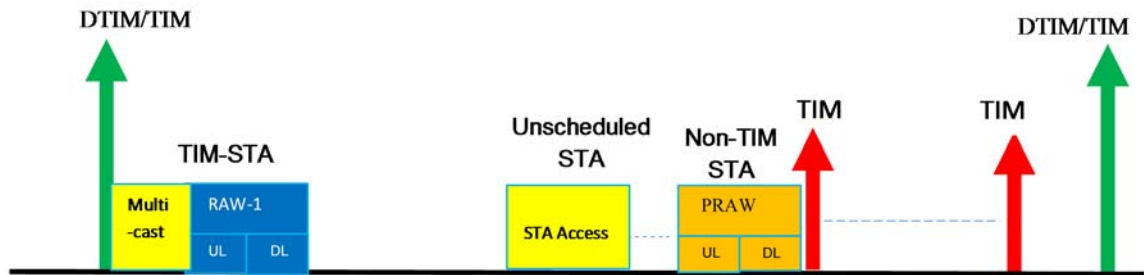 DTIM/TIM
DTIM/TIM
TIM-STA
Unscheduled
STA
Non-TIM
STA
TIM
TIM
Multi
-cast
RAW-1
UL
DL
STA Access
PRAW
UL
DL